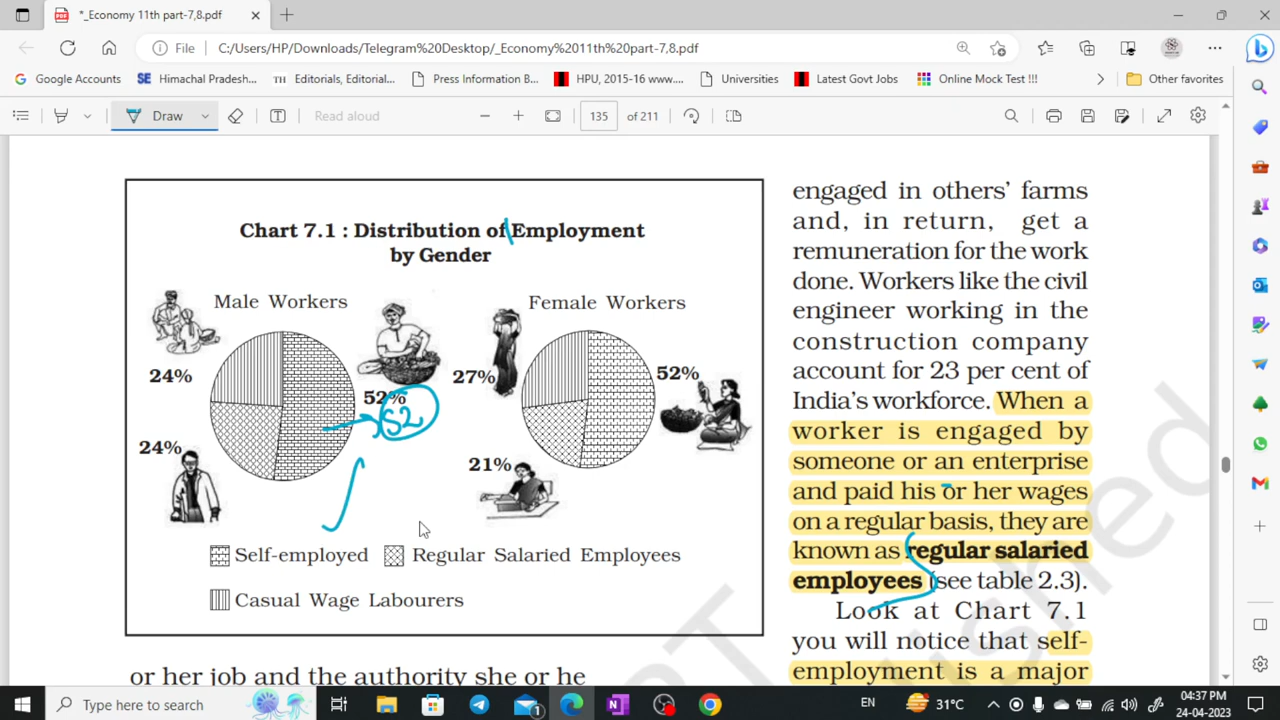 *_Economy 11th part-7,8.pdf
File
C:/Users/HP/Downloads/Telegram%20Desktop/_Economy%2011th%20part-7,8.pdf
Google Accounts
SE Himachal Pradesh...
TH Editorials, Editorial...
Press Information B...
HPU, 2015-16 www....
Universities
Latest Govt Jobs
Online Mock Test !!!
Other favorites
Draw
Read aloud
135 of 211
Chart 7.1 : Distribution of Employment
by Gender
Male Workers
Female Workers
24%
52%
52
24%
27%
52%
21%
Self-employed
Regular Salaried Employees
Casual Wage Labourers
or her job and the authority she or he
engaged in others' farms
and, in return, get a
remuneration for the work
done. Workers like the civil
engineer working in the
construction company
account for 23 per cent of
India's workforce. When a
worker is engaged by
someone or an enterprise
and paid his or her wages
on a regular basis, they are
known as regular salaried
employees (see table 2.3).
Look at Chart 7.1
you will notice that self-
employment is a major
Type here to search
1
EN
31°C
04:37 PM
24-04-2023